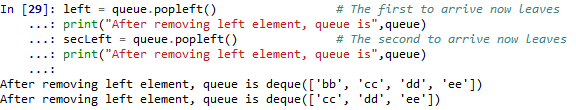 In [29]: left = queue.popleft() # The first to arrive now leaves
...: print("After removing left element, queue is",queue)
...: secLeft = queue.popleft() # The second to arrive now leaves
...: print("After removing left element, queue is",queue)
...:
After removing left element, queue is deque(['bb', 'cc', 'dd', 'ee'])
After removing left element, queue is deque(['cc', 'dd', 'ee'])